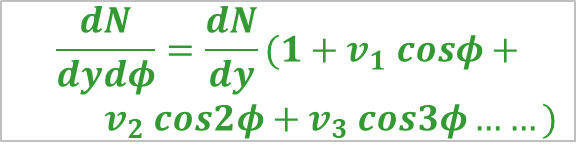 dN/dydϕ = dN/dy (1 + v₁ cosϕ +
v₂ cos2ϕ + v₃ cos3ϕ … … )